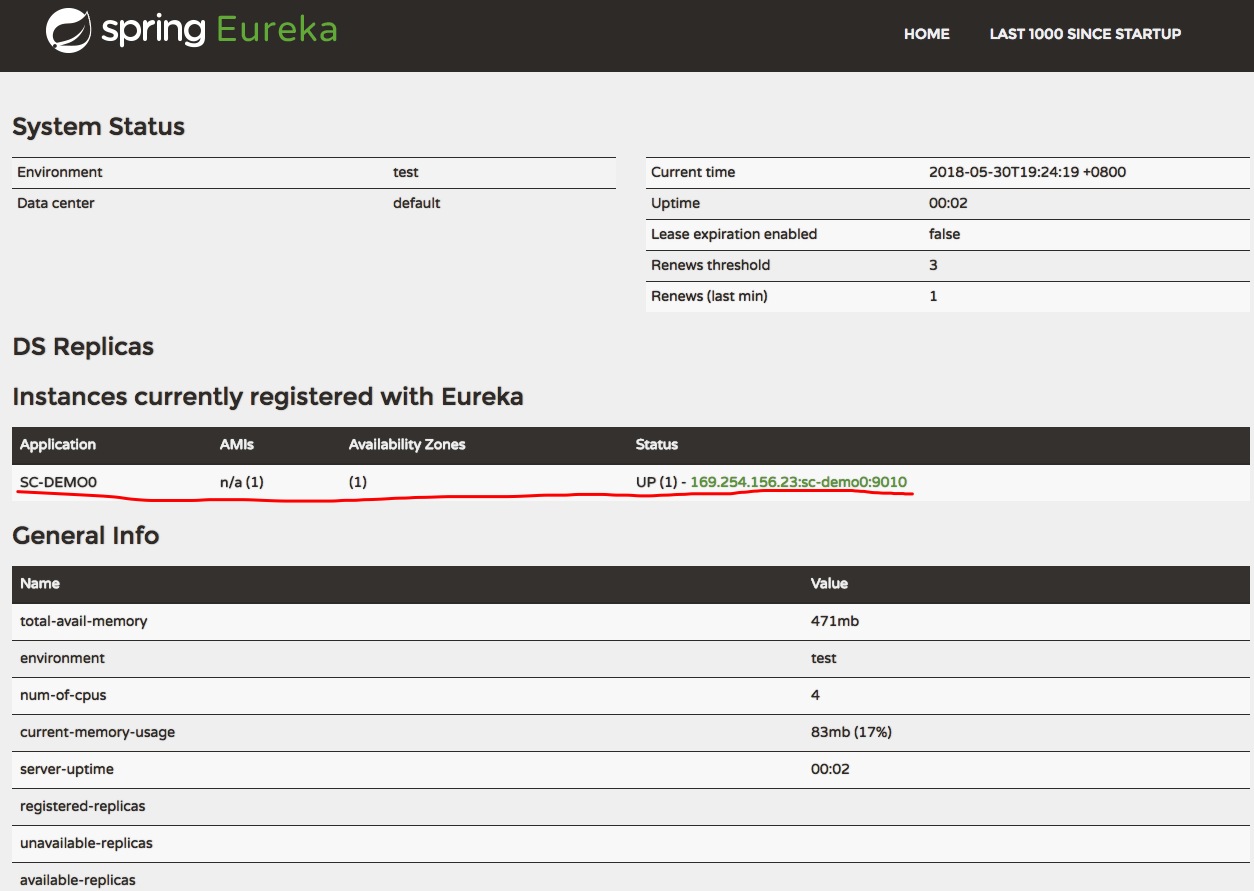 spring Eureka
HOME LAST 1000 SINCE STARTUP
System Status
Environment test
Data center default
Current time 2018-05-30T19:24:19 +0800
Uptime 00:02
Lease expiration enabled false
Renews threshold 3
Renews (last min) 1
DS Replicas
Instances currently registered with Eureka
Application AMIs Availability Zones Status
SC-DEMO0 n/a (1) (1) UP (1) - 169.254.156.23:sc-demo0:9010
General Info
Name Value
total-avail-memory 471mb
environment test
num-of-cpus 4
current-memory-usage 83mb (17%)
server-uptime 00:02
registered-replicas
unavailable-replicas
available-replicas